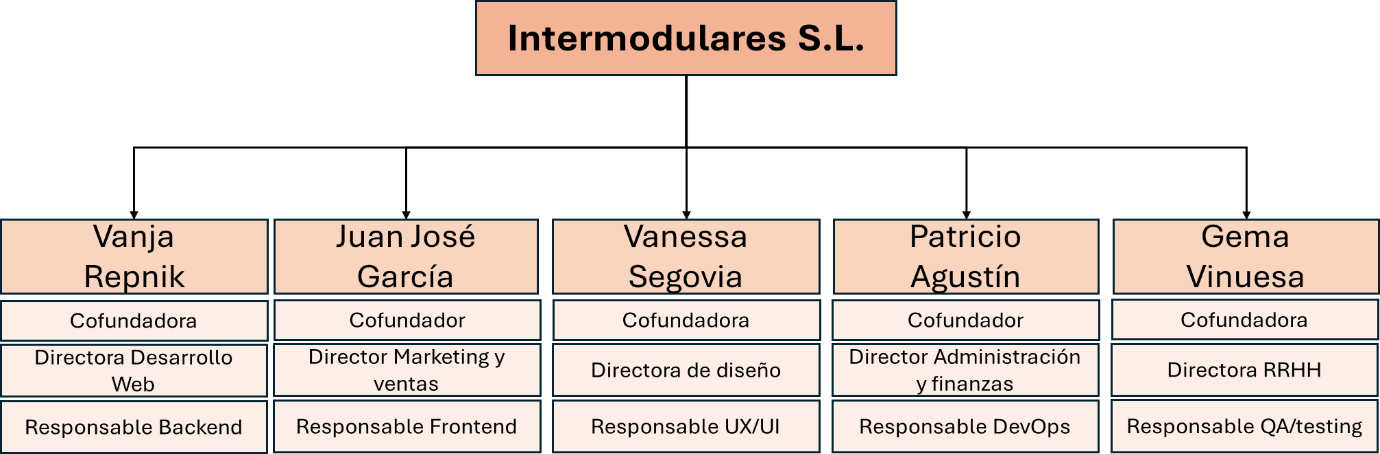 Intermodulares S.L.
Vanja
Repnik
Cofundadora
Directora Desarrollo
Web
Responsable Backend
Juan José
García
Cofundador
Director Marketing y
ventas
Responsable Frontend
Vanessa
Segovia
Cofundadora
Directora de diseño
Responsable UX/UI
Patricio
Agustín
Cofundador
Director Administración
y finanzas
Responsable DevOps
Gema
Vinuesa
Cofundadora
Directora RRHH
Responsable QA/testing